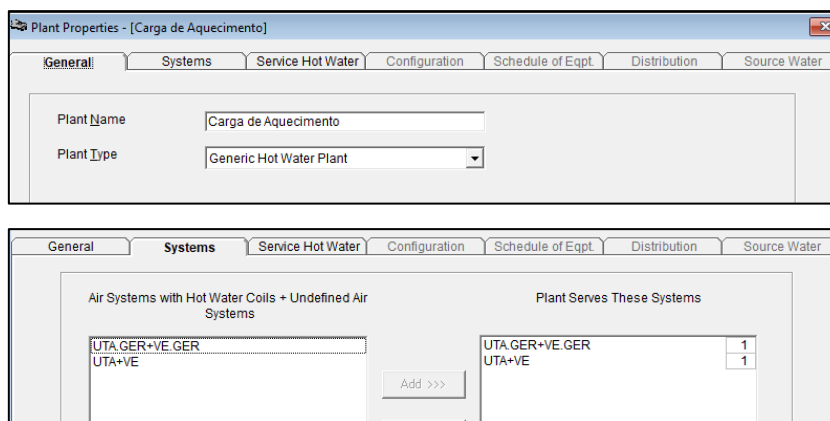 Plant Properties - [Carga de Aquecimento]
General Systems Service Hot Water Configuration Schedule of Eqpt. Distribution Source Water
Plant Name Carga de Aquecimento
Plant Type Generic Hot Water Plant
General Systems Service Hot Water Configuration Schedule of Eqpt. Distribution Source Water
Air Systems with Hot Water Coils + Undefined Air
Systems
Plant Serves These Systems
UTA.GER+VE.GER
UTA+VE
Add >>>
UTA.GER+VE.GER 1
UTA+VE 1